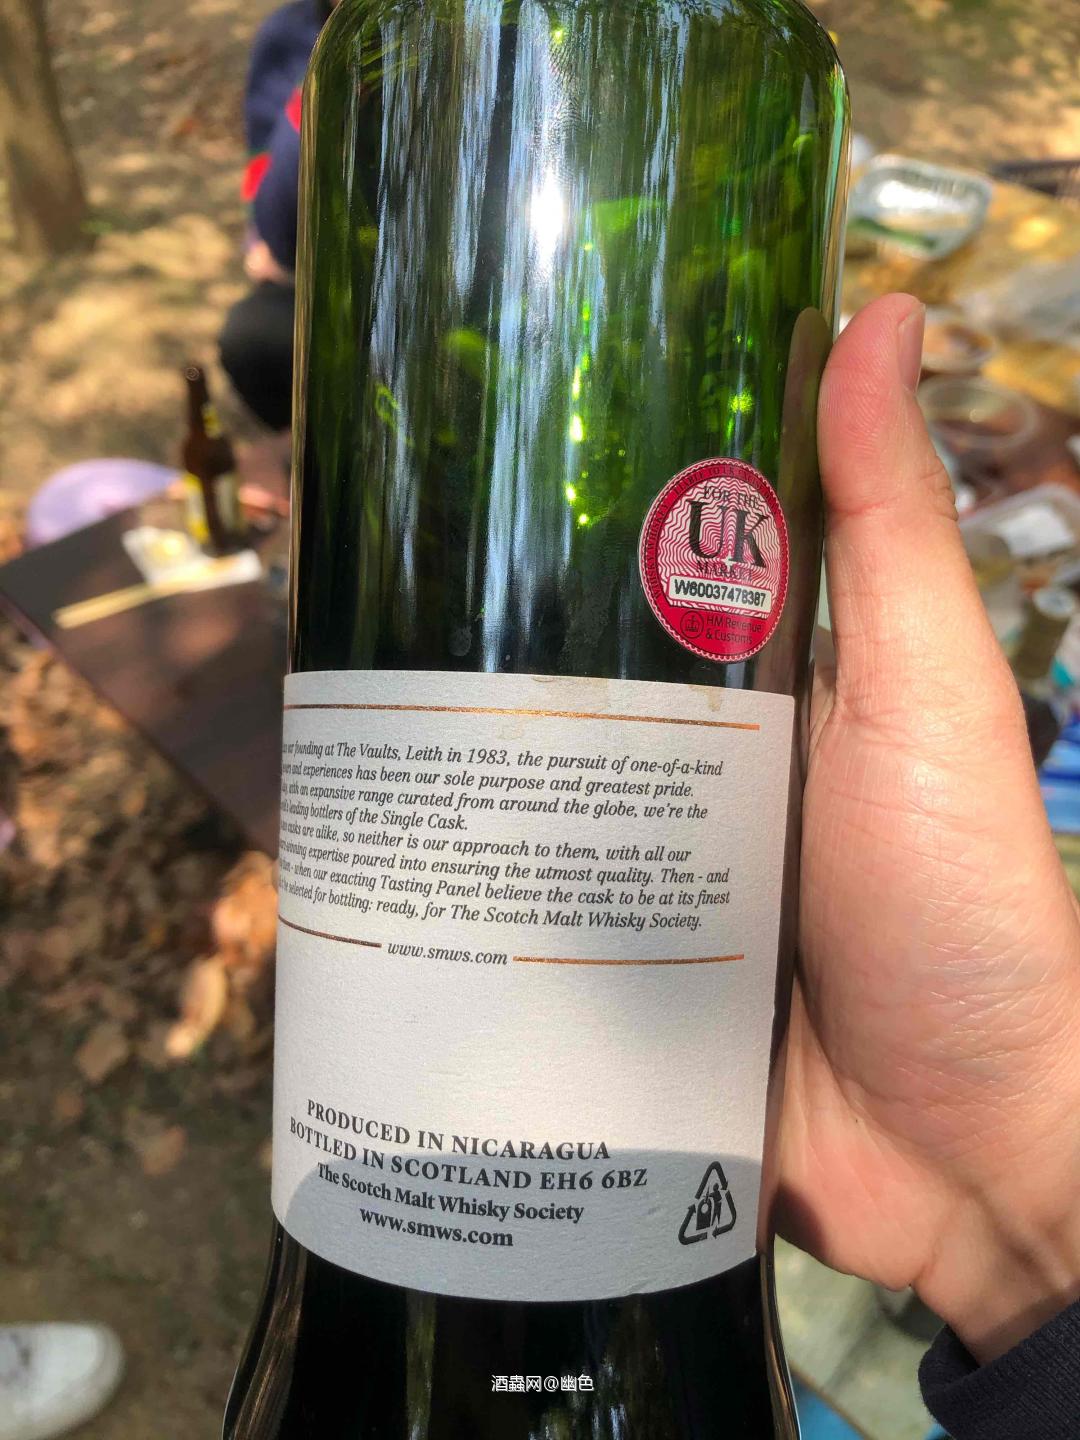 FOR THE
UK
MARKET
W60037478387
HM Revenue
& Customs
founding at The Vaults, Leith in 1983, the pursuit of one-of-a-kind
and experiences has been our sole purpose and greatest pride.
with an expansive range curated from around the globe, we're the
leading bottlers of the Single Cask.
casks are alike, so neither is our approach to them, with all our
expertise poured into ensuring the utmost quality. Then - and
when our exacting Tasting Panel believe the cask to be at its finest
be selected for bottling: ready, for The Scotch Malt Whisky Society.
www.smws.com
PRODUCED IN NICARAGUA
BOTTLED IN SCOTLAND EH6 6BZ
The Scotch Malt Whisky Society
www.smws.com
酒蟲网@幽色